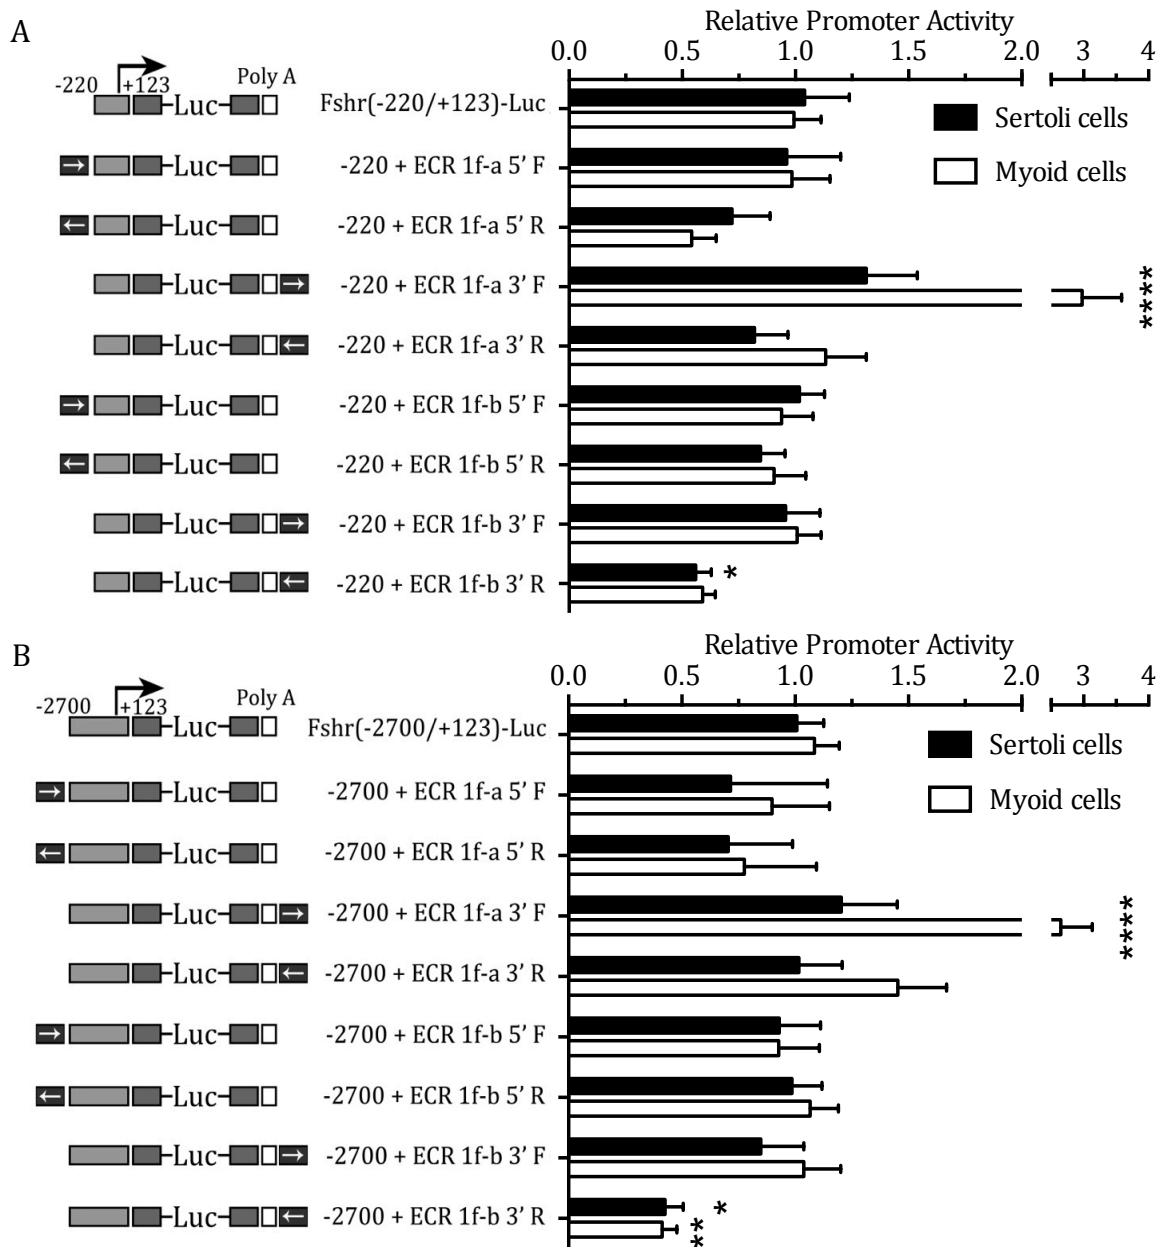 A
Relative Promoter Activity
0.0 0.5 1.0 1.5 2.0 3 4
-220 +123 Poly A
Luc Fshr(-220/+123)-Luc
Sertoli cells
Myoid cells
Luc -220 + ECR 1f-a 5' F
Luc -220 + ECR 1f-a 5' R
Luc -220 + ECR 1f-a 3' F ****
Luc -220 + ECR 1f-a 3' R
Luc -220 + ECR 1f-b 5' F
Luc -220 + ECR 1f-b 5' R
Luc -220 + ECR 1f-b 3' F
Luc -220 + ECR 1f-b 3' R *
B
Relative Promoter Activity
0.0 0.5 1.0 1.5 2.0 3 4
-2700 +123 Poly A
Luc Fshr(-2700/+123)-Luc
Sertoli cells
Myoid cells
Luc -2700 + ECR 1f-a 5' F
Luc -2700 + ECR 1f-a 5' R
Luc -2700 + ECR 1f-a 3' F ****
Luc -2700 + ECR 1f-a 3' R
Luc -2700 + ECR 1f-b 5' F
Luc -2700 + ECR 1f-b 5' R
Luc -2700 + ECR 1f-b 3' F
Luc -2700 + ECR 1f-b 3' R *
**